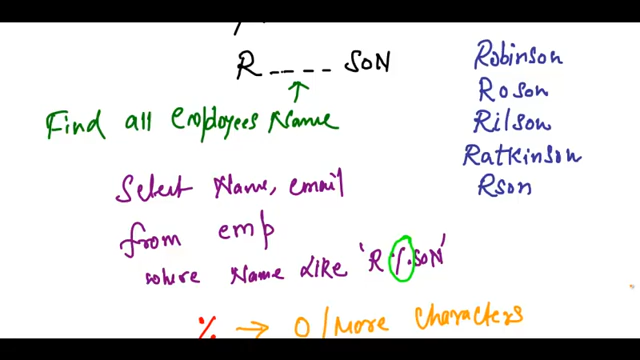 R _ _ _ _ SON
Find all employees Name
Select Name, email
from emp
where Name Like 'R%SON'
% → 0/More characters
Robinson
Roson
Rilson
Ratkinson
Rson